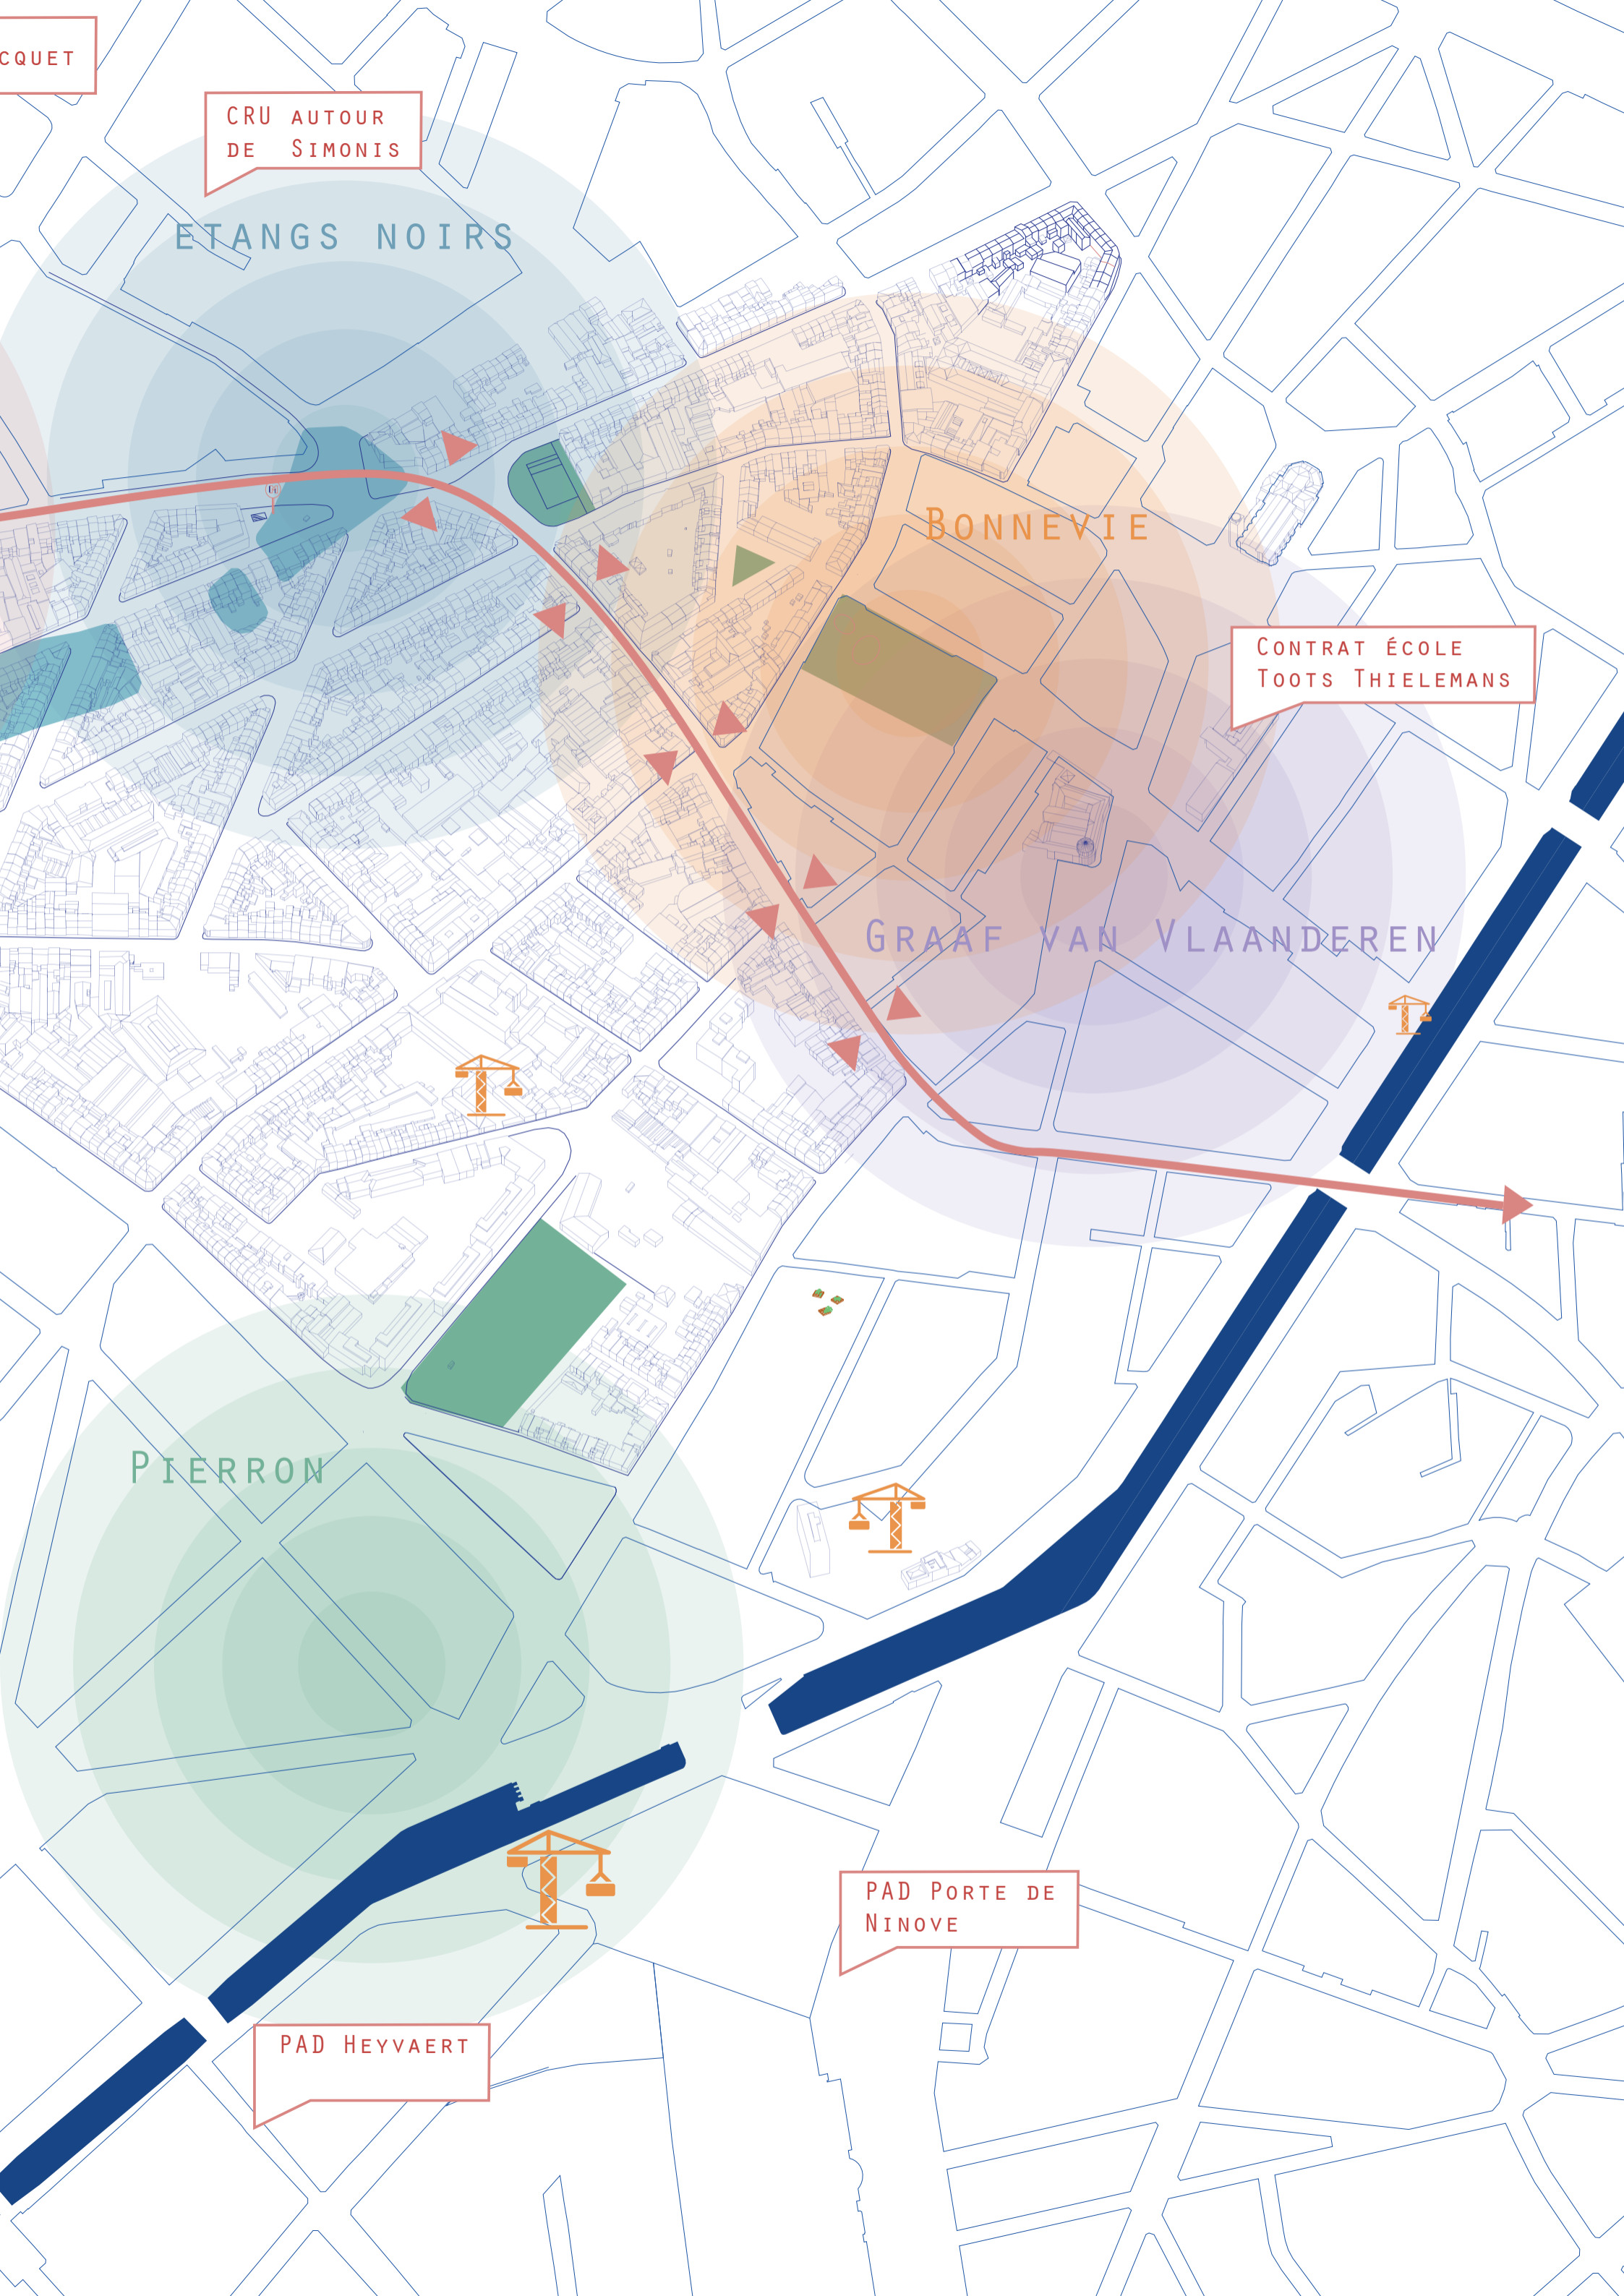 CQUET
CRU AUTOUR
DE SIMONIS
ETANGS NOIRS
BONNEVIE
CONTRAT ÉCOLE
TOOTS THIELEMANS
GRAAF VAN VLAANDEREN
PIERRON
PAD PORTE DE
NINOVE
PAD HEYVAERT